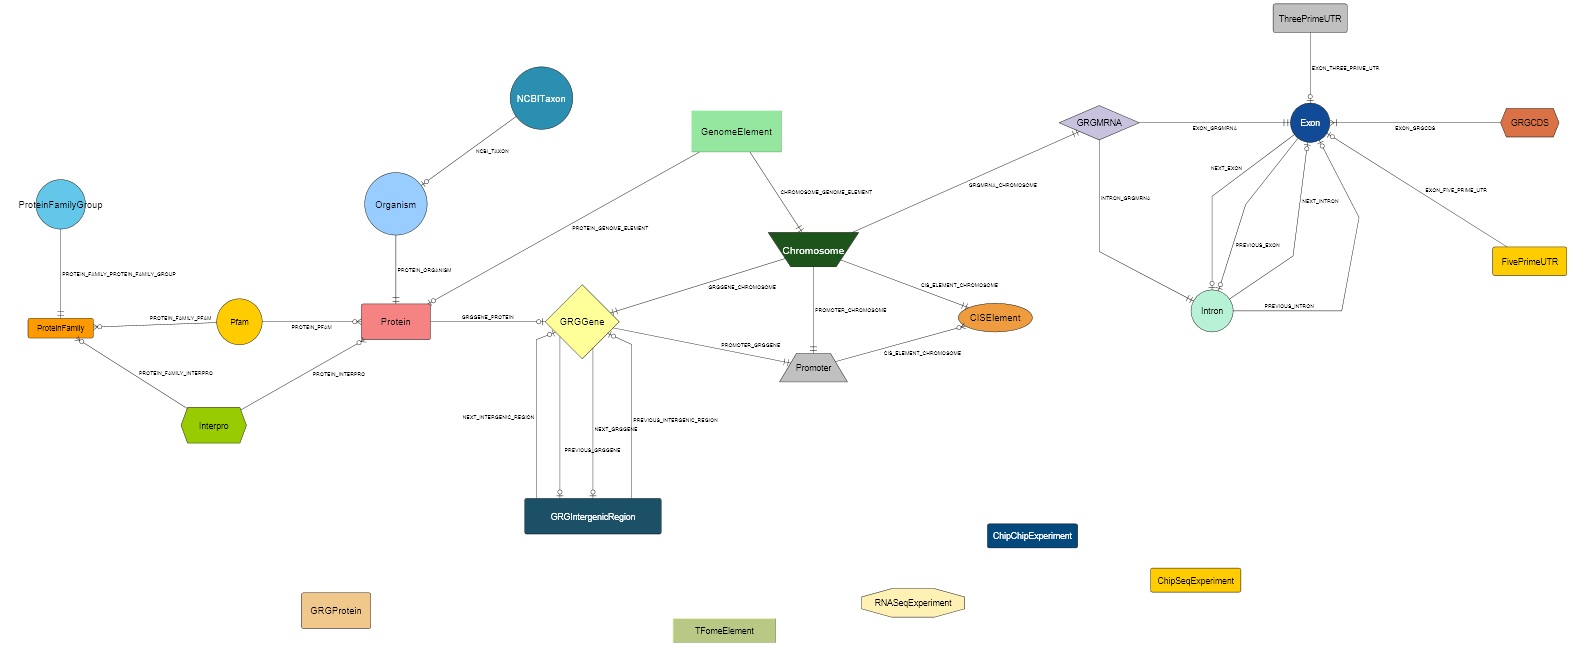 ThreePrimeUTR
EXON_THREE_PRIME_UTR
NCBITaxon
NCBI_TAXON
GenomeElement
GRGMRNA
EXON_GRGMRNA
Exon
EXON_GRGCDS
GRGCDS
ProteinFamilyGroup
Organism
CHROMOSOME_GENOME_ELEMENT
GRGMRNA_CHROMOSOME
INTRON_GRGMRNA
NEXT_EXON
NEXT_INTRON
EXON_FIVE_PRIME_UTR
PROTEIN_GENOME_ELEMENT
PREVIOUS_EXON
Chromosome
FivePrimeUTR
PROTEIN_FAMILY_PROTEIN_FAMILY_GROUP
PROTEIN_ORGANISM
GRGGENE_CHROMOSOME
CIS_ELEMENT_CHROMOSOME
PREVIOUS_INTRON
Intron
PROMOTER_CHROMOSOME
ProteinFamily
PROTEIN_FAMILY_PFAM
Pfam
PROTEIN_PFAM
Protein
GRGGENE_PROTEIN
GRGGene
CISElement
PROMOTER_GRGGENE
CIS_ELEMENT_CHROMOSOME
Promoter
PROTEIN_FAMILY_INTERPRO
PROTEIN_INTERPRO
Interpro
NEXT_INTERGENIC_REGION
PREVIOUS_INTERGENIC_REGION
NEXT_GRGGENE
PREVIOUS_GRGGENE
GRGIntergenicRegion
ChipChipExperiment
ChipSeqExperiment
RNASeqExperiment
GRGProtein
TFomeElement